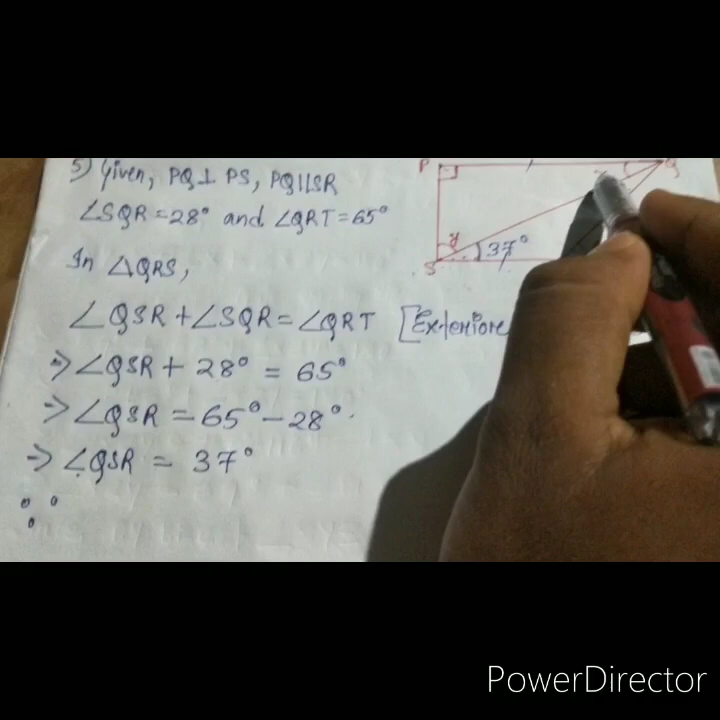 5) Given, PQ⊥ PS, PQ||SR
∠SQR = 28° and ∠QRT = 65°
In △QRS,
∠QSR + ∠SQR = ∠QRT [Exteriore
⇒ ∠QSR + 28° = 65°
⇒ ∠QSR = 65° - 28°.
⇒ ∠QSR = 37°
∴
P
Q
y
S
37°
PowerDirector